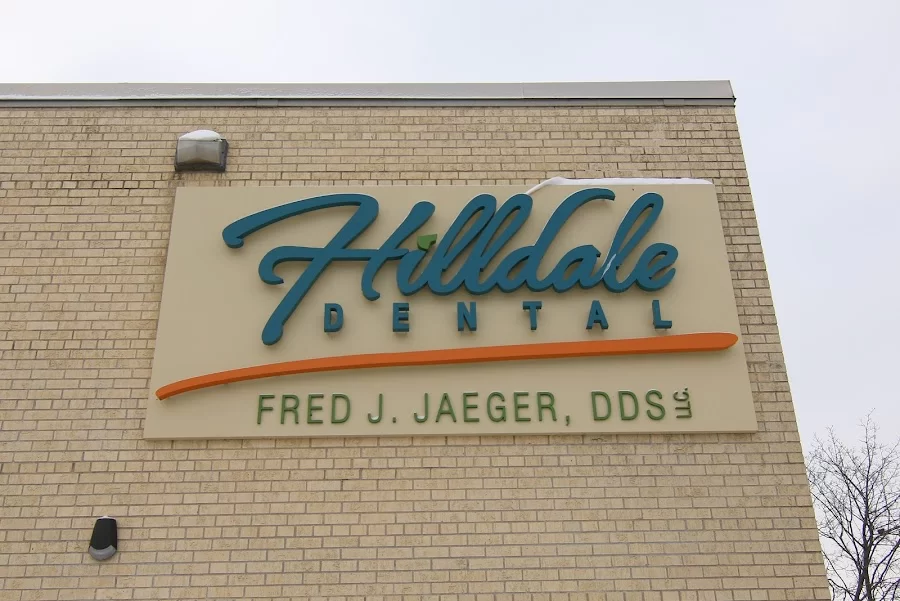 Hilldale
DENTAL
FRED J. JAEGER, DDS LLC.